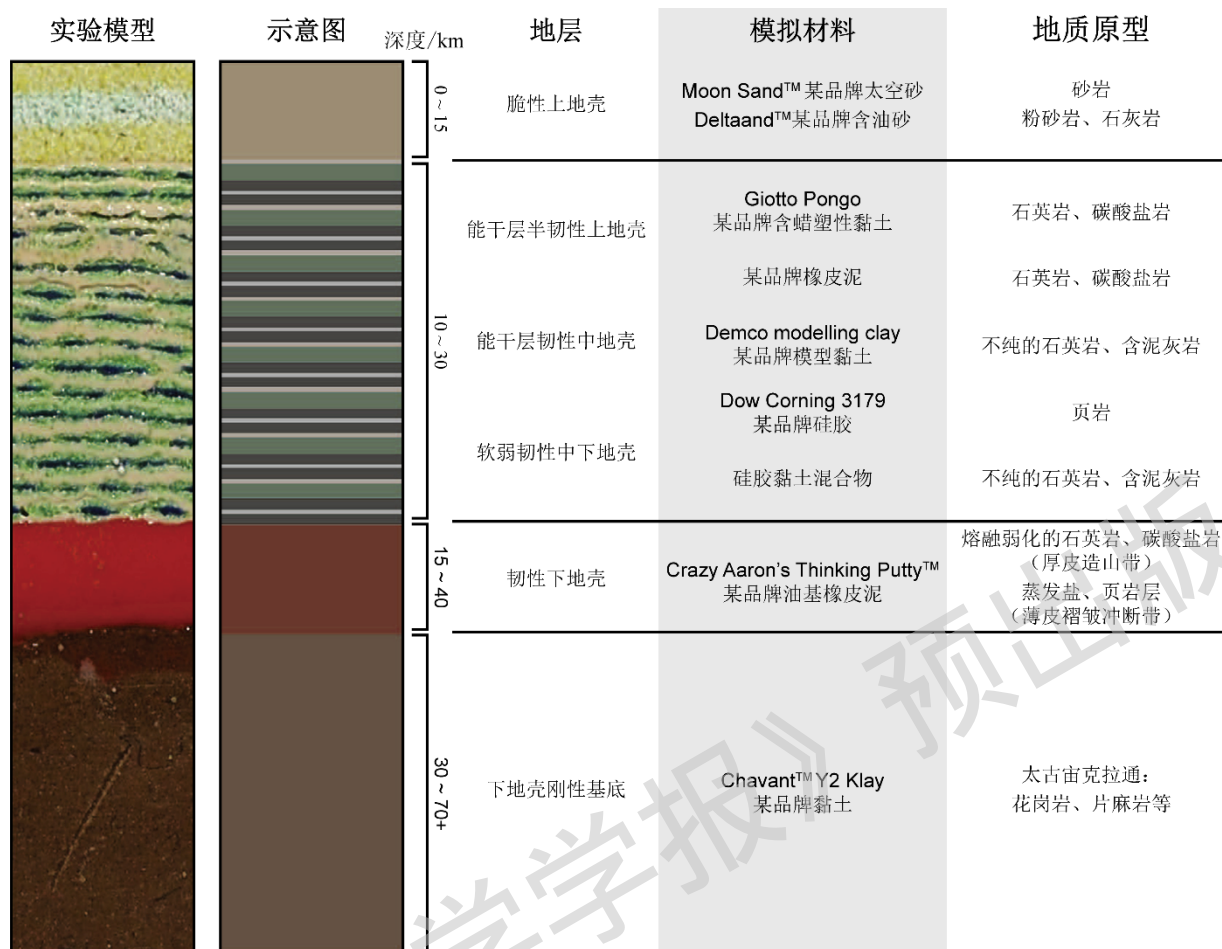 实验模型
示意图
深度/km
地层
模拟材料
地质原型
0~15
脆性上地壳
Moon Sand™某品牌太空砂
Deltaand™某品牌含油砂
砂岩
粉砂岩、石灰岩
10~30
能干层半韧性上地壳
Giotto Pongo
某品牌含蜡塑性黏土
石英岩、碳酸盐岩
某品牌橡皮泥
石英岩、碳酸盐岩
能干层韧性中地壳
Demco modelling clay
某品牌模型黏土
不纯的石英岩、含泥灰岩
Dow Corning 3179
某品牌硅胶
页岩
软弱韧性中下地壳
硅胶黏土混合物
不纯的石英岩、含泥灰岩
15~40
韧性下地壳
Crazy Aaron's Thinking Putty™
某品牌油基橡皮泥
熔融弱化的石英岩、碳酸盐岩
（厚皮造山带）
蒸发盐、页岩层
（薄皮褶皱冲断带）
30~70+
下地壳刚性基底
Chavant™ Y2 Klay
某品牌黏土
太古宙克拉通：
花岗岩、片麻岩等
学学报》预出版